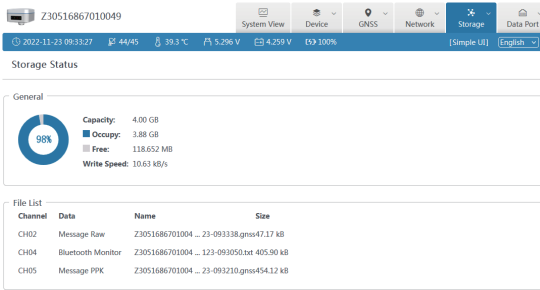 Z30516867010049
System View
Device
GNSS
Network
Storage
Data Port
2022-11-23 09:33:27 44/45 39.3 ℃ 5.296 V 4.259 V 100% [Simple UI] English
Storage Status
General
98%
Capacity: 4.00 GB
Occupy: 3.88 GB
Free: 118.652 MB
Write Speed: 10.63 kB/s
File List
Channel Data Name Size
CH02 Message Raw Z3051686701004 ... 23-093338.gnss 47.17 kB
CH04 Bluetooth Monitor Z3051686701004 ... 123-093050.txt 405.90 kB
CH05 Message PPK Z3051686701004 ... 23-093210.gnss 454.12 kB